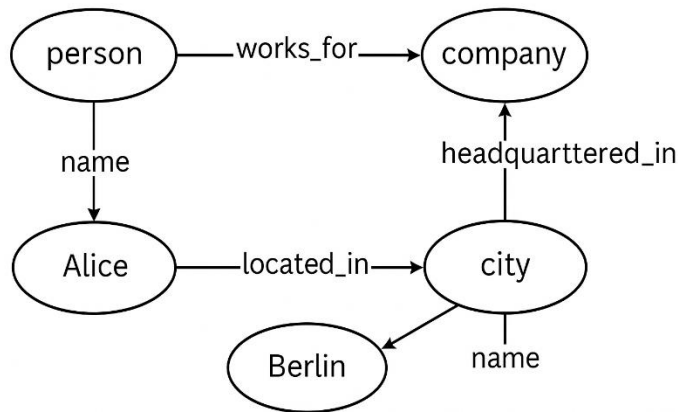 person
works_for
company
name
headquarttered_in
Alice
located_in
city
Berlin
name